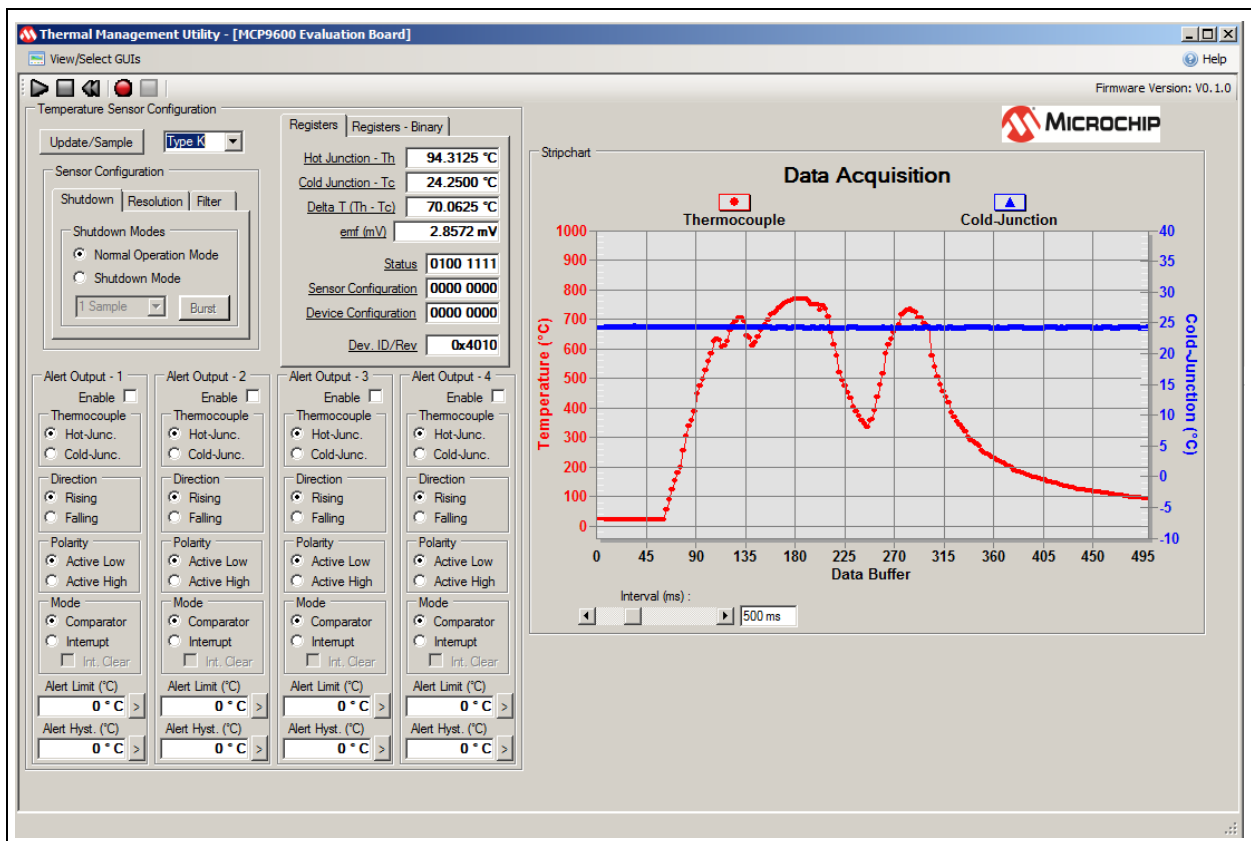 Thermal Management Utility - [MCP9600 Evaluation Board]
View/Select GUIs
Help
Firmware Version: V0.1.0
Temperature Sensor Configuration
Update/Sample
Type K
Sensor Configuration
Shutdown
Resolution
Filter
Shutdown Modes
Normal Operation Mode
Shutdown Mode
1 Sample
Burst
Registers
Registers - Binary
Hot Junction - Th 94.3125 °C
Cold Junction - Tc 24.2500 °C
Delta T (Th - Tc) 70.0625 °C
emf (mV) 2.8572 mV
Status 0100 1111
Sensor Configuration 0000 0000
Device Configuration 0000 0000
Dev. ID/Rev 0x4010
Alert Output - 1
Enable
Thermocouple
Hot-Junc.
Cold-Junc.
Direction
Rising
Falling
Polarity
Active Low
Active High
Mode
Comparator
Interrupt
Int. Clear
Alert Limit (°C)
0 ° C >
Alert Hyst. (°C)
0 ° C >
Alert Output - 2
Enable
Thermocouple
Hot-Junc.
Cold-Junc.
Direction
Rising
Falling
Polarity
Active Low
Active High
Mode
Comparator
Interrupt
Int. Clear
Alert Limit (°C)
0 ° C >
Alert Hyst. (°C)
0 ° C >
Alert Output - 3
Enable
Thermocouple
Hot-Junc.
Cold-Junc.
Direction
Rising
Falling
Polarity
Active Low
Active High
Mode
Comparator
Interrupt
Int. Clear
Alert Limit (°C)
0 ° C >
Alert Hyst. (°C)
0 ° C >
Alert Output - 4
Enable
Thermocouple
Hot-Junc.
Cold-Junc.
Direction
Rising
Falling
Polarity
Active Low
Active High
Mode
Comparator
Interrupt
Int. Clear
Alert Limit (°C)
0 ° C >
Alert Hyst. (°C)
0 ° C >
MICROCHIP
Stripchart
Data Acquisition
Thermocouple
Cold-Junction
Temperature (°C)
1000
900
800
700
600
500
400
300
200
100
0
40
35
30
25
20
15
10
5
0
-5
-10
Cold-Junction (°C)
0 45 90 135 180 225 270 315 360 405 450 495
Data Buffer
Interval (ms) :
500 ms